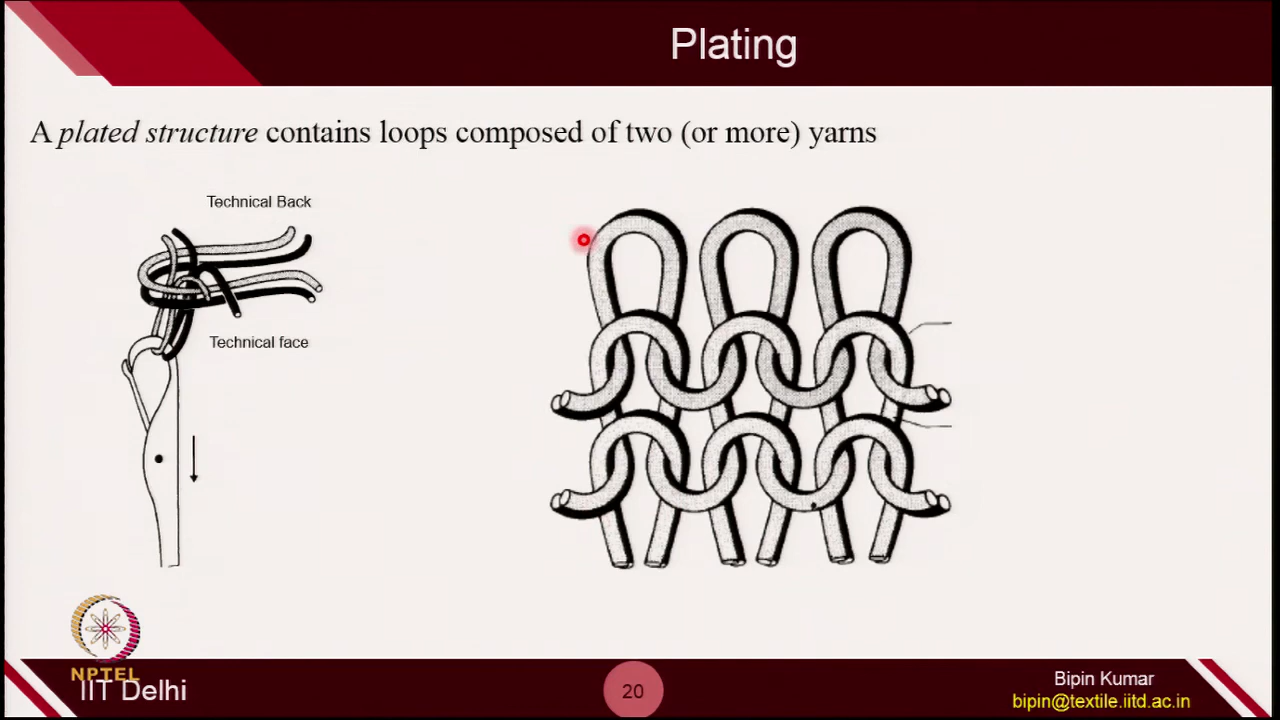 Plating
A plated structure contains loops composed of two (or more) yarns
Technical Back
Technical face
NPTEL
IIT Delhi
20
Bipin Kumar
bipin@textile.iitd.ac.in